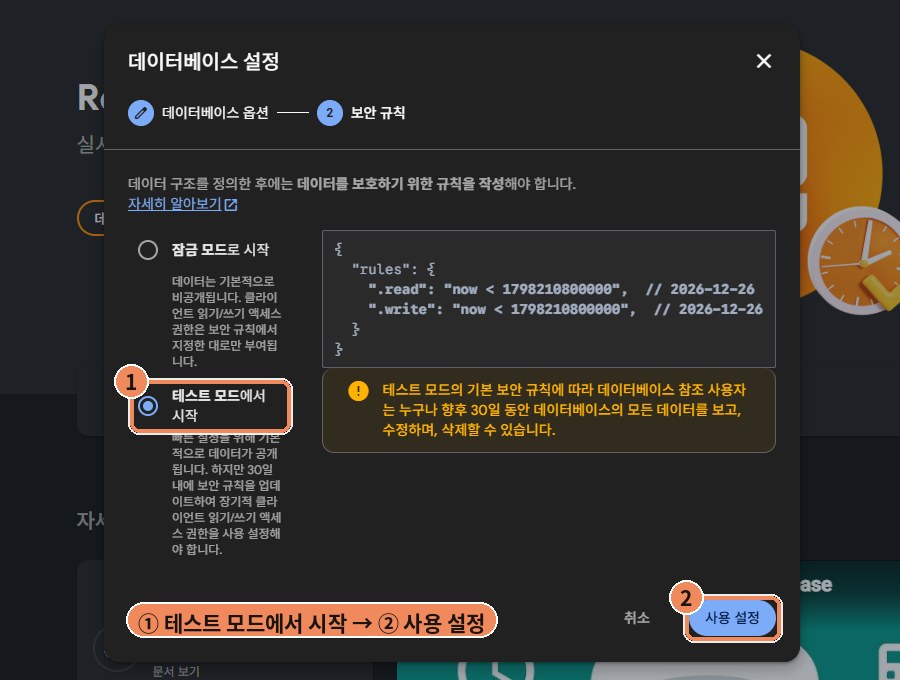 데이터베이스 설정
데이터베이스 옵션
2 보안 규칙
데이터 구조를 정의한 후에는 데이터를 보호하기 위한 규칙을 작성해야 합니다.
자세히 알아보기
잠금 모드로 시작
데이터는 기본적으로
비공개됩니다. 클라이
언트 읽기/쓰기 액세스
권한은 보안 규칙에서
지정한 대로만 부여됩
니다.
1
테스트 모드에서
시작
빠른 설정을 위해 기본
적으로 데이터가 공개
됩니다. 하지만 30일
내에 보안 규칙을 업데
이트하여 장기적 클라
이언트 읽기/쓰기 액세
스 권한을 사용 설정해
야 합니다.
{
"rules": {
".read": "now < 1798210800000", // 2026-12-26
".write": "now < 1798210800000", // 2026-12-26
}
}
테스트 모드의 기본 보안 규칙에 따라 데이터베이스 참조 사용자
는 누구나 향후 30일 동안 데이터베이스의 모든 데이터를 보고,
수정하며, 삭제할 수 있습니다.
① 테스트 모드에서 시작 → ② 사용 설정
취소
2
사용 설정
문서 보기